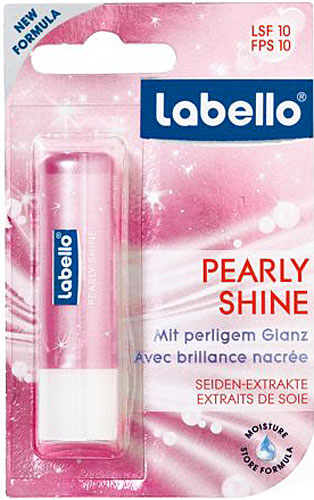 NEW
FORMULA
LSF 10
FPS 10
Labello®
Labello
PEARLY SHINE
PEARLY
SHINE
Mit perligem Glanz
Avec brillance nacrée
SEIDEN-EXTRAKTE
EXTRAITS DE SOIE
MOISTURE
STORE FORMULA